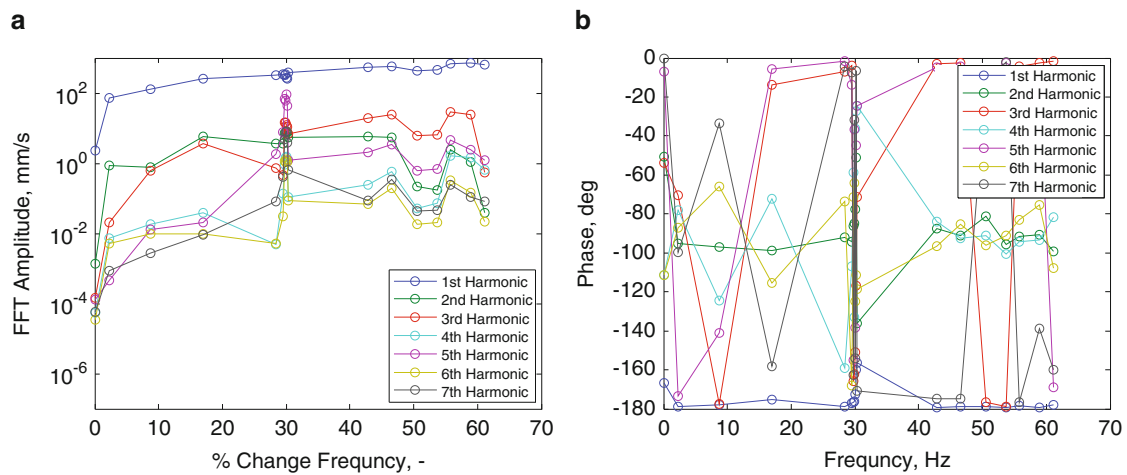 a
b
10^2
10^0
10^-2
10^-4
10^-6
FFT Amplitude, mm/s
0 10 20 30 40 50 60 70
% Change Frequncy, -
1st Harmonic
2nd Harmonic
3rd Harmonic
4th Harmonic
5th Harmonic
6th Harmonic
7th Harmonic
0
-20
-40
-60
-80
-100
-120
-140
-160
-180
Phase, deg
0 10 20 30 40 50 60 70
Frequncy, Hz
1st Harmonic
2nd Harmonic
3rd Harmonic
4th Harmonic
5th Harmonic
6th Harmonic
7th Harmonic